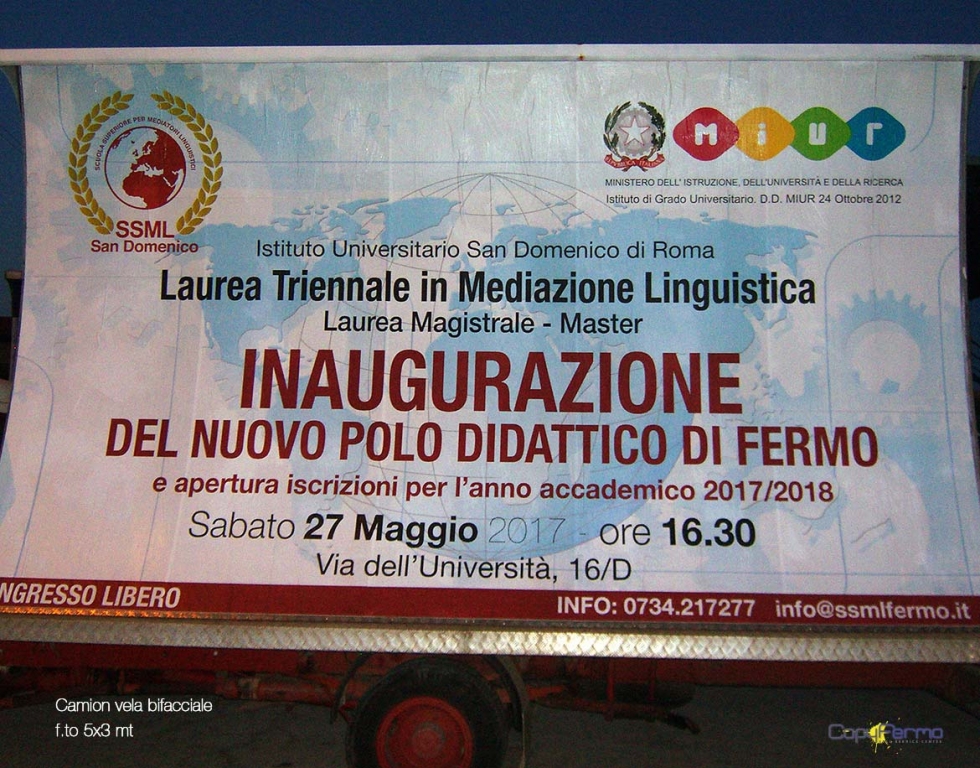 SCUOLA SUPERIORE PER MEDIATORI LINGUISTICI
SSML
San Domenico
REPUBBLICA ITALIANA
miur
MINISTERO DELL' ISTRUZIONE, DELL'UNIVERSITÀ E DELLA RICERCA
Istituto di Grado Universitario. D.D. MIUR 24 Ottobre 2012
Istituto Universitario San Domenico di Roma
Laurea Triennale in Mediazione Linguistica
Laurea Magistrale - Master
INAUGURAZIONE
DEL NUOVO POLO DIDATTICO DI FERMO
e apertura iscrizioni per l'anno accademico 2017/2018
Sabato 27 Maggio 2017 - ore 16.30
Via dell'Università, 16/D
NGRESSO LIBERO
INFO: 0734.217277 info@ssmlfermo.it
Camion vela bifacciale
f.to 5x3 mt
CopyFermo